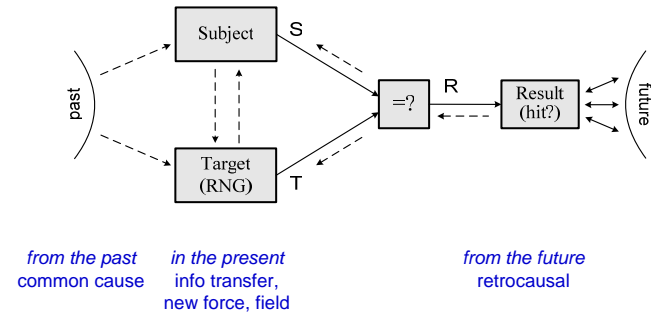 Subject
S
past
=?
R
Result
(hit?)
future
Target
(RNG)
T
from the past
common cause
in the present
info transfer,
new force, field
from the future
retrocausal